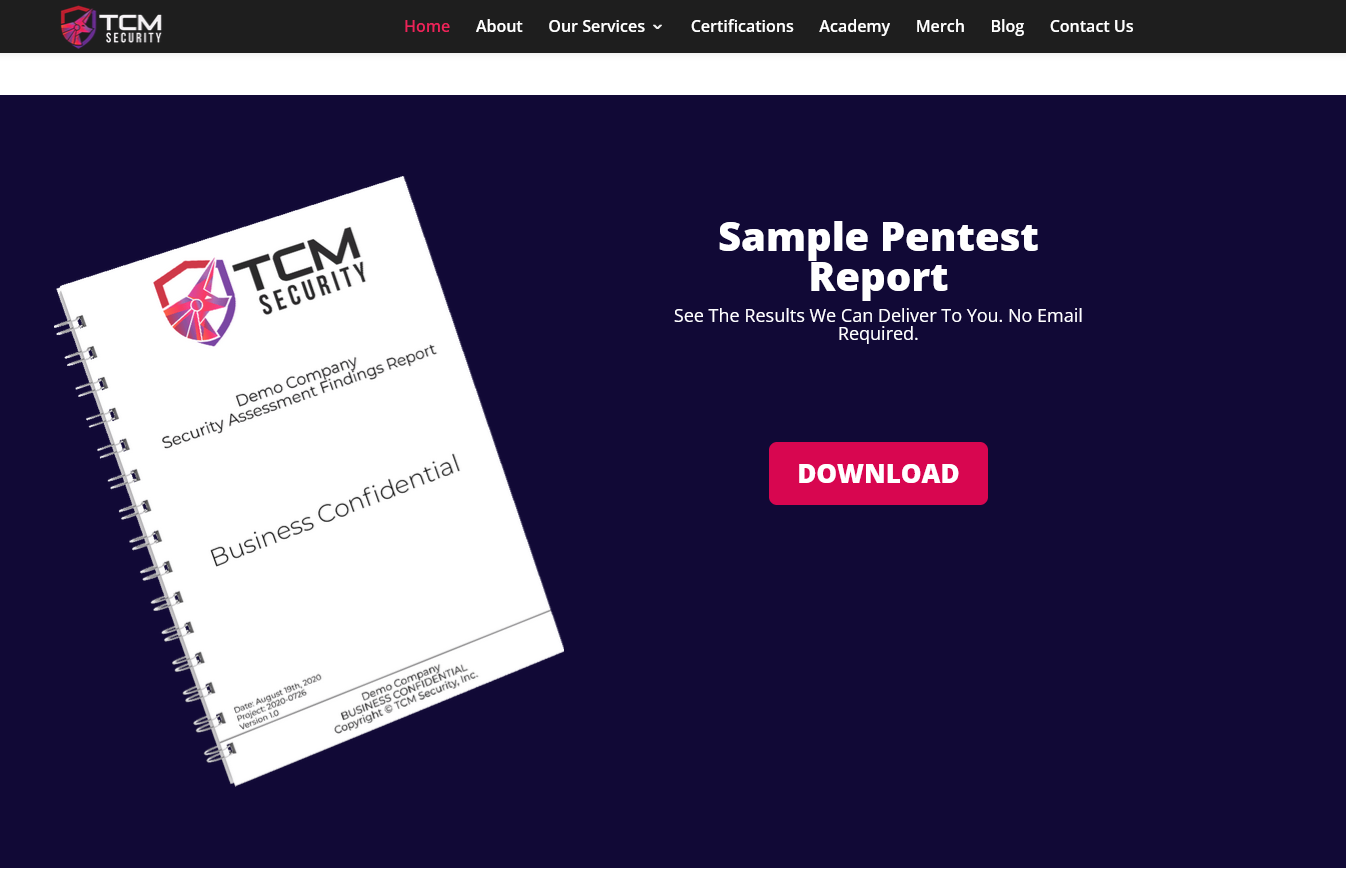 TCM
SECURITY
Home About Our Services Certifications Academy Merch Blog Contact Us
TCM
SECURITY
Demo Company
Security Assessment Findings Report
Business Confidential
Date: August 19th, 2020
Project: 2020-0726
Version 1.0
Demo Company
BUSINESS CONFIDENTIAL
Copyright © TCM Security, Inc.
Sample Pentest
Report
See The Results We Can Deliver To You. No Email
Required.
DOWNLOAD